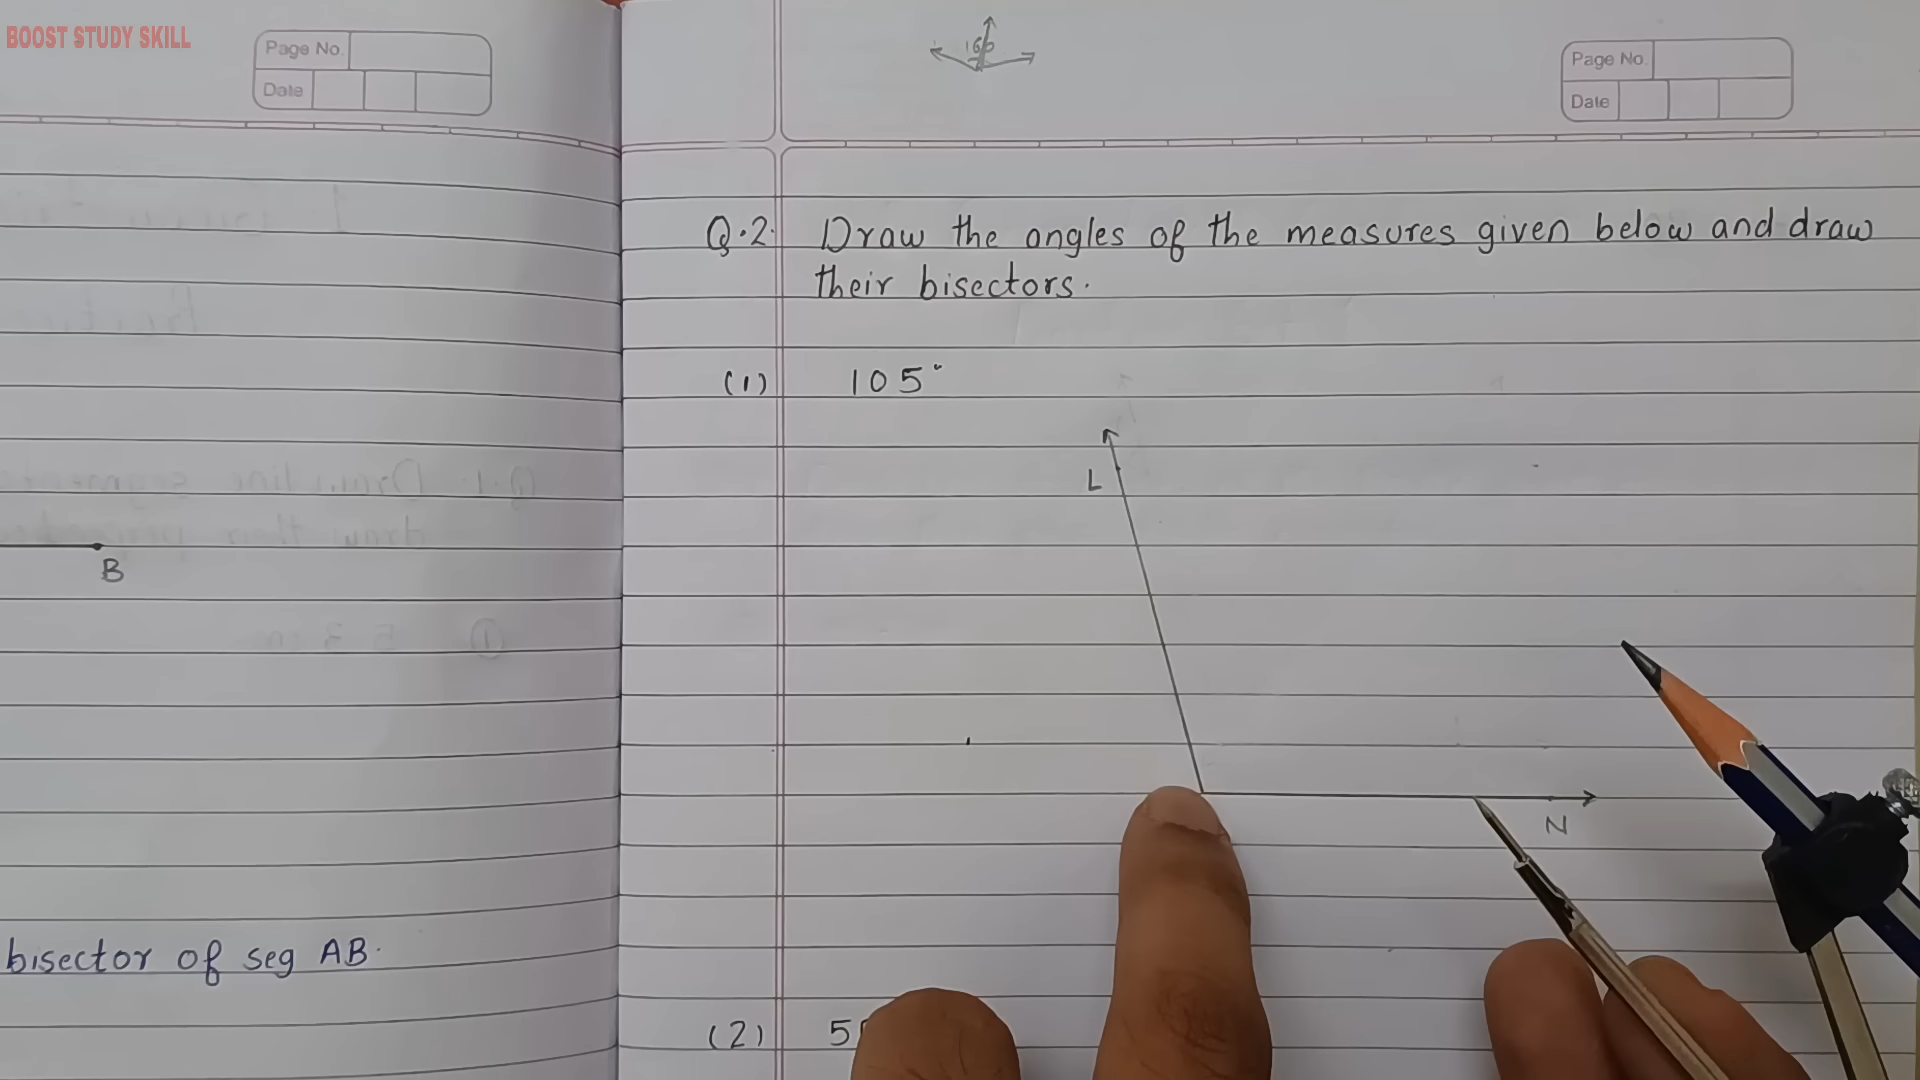 BOOST STUDY SKILL
Page No.
Date
B
bisector of seg AB.
Page No.
Date
Q.2. Draw the angles of the measures given below and draw
their bisectors.
(1) 105°
L
N
(2)